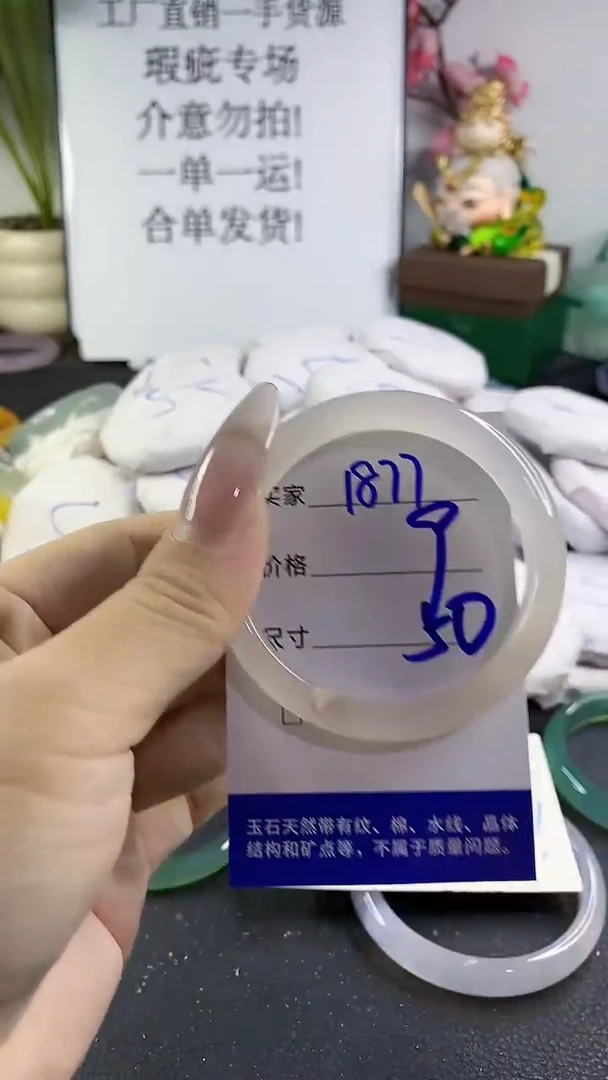 工厂直销一手货源
瑕疵专场
介意勿拍!
一单一运!
合单发货!
买家 1877
价格
尺寸 50
玉石天然带有纹、棉、水线、晶体
结构和矿点等，不属于质量问题。